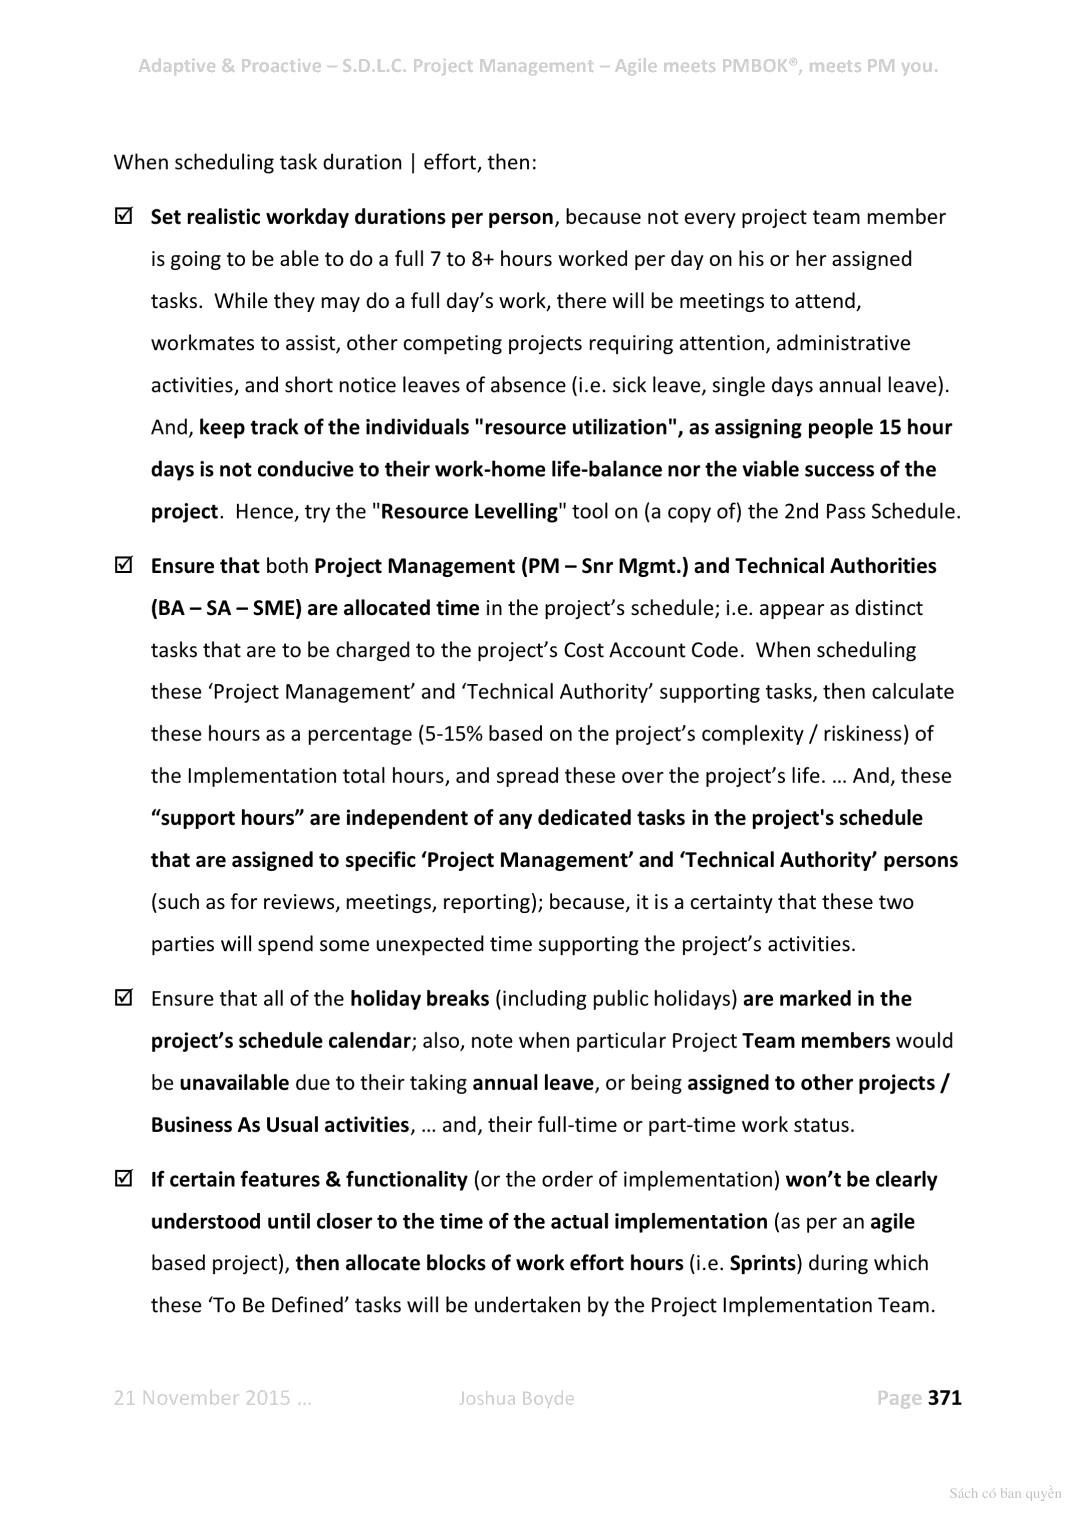 Adaptive & Proactive – S.D.L.C. Project Management – Agile meets PMBOK®, meets PM you.
When scheduling task duration | effort, then:
☑ Set realistic workday durations per person, because not every project team member
is going to be able to do a full 7 to 8+ hours worked per day on his or her assigned
tasks.  While they may do a full day’s work, there will be meetings to attend,
workmates to assist, other competing projects requiring attention, administrative
activities, and short notice leaves of absence (i.e. sick leave, single days annual leave).
And, keep track of the individuals "resource utilization", as assigning people 15 hour
days is not conducive to their work-home life-balance nor the viable success of the
project.  Hence, try the "Resource Levelling" tool on (a copy of) the 2nd Pass Schedule.
☑ Ensure that both Project Management (PM – Snr Mgmt.) and Technical Authorities
(BA – SA – SME) are allocated time in the project’s schedule; i.e. appear as distinct
tasks that are to be charged to the project’s Cost Account Code.  When scheduling
these ‘Project Management’ and ‘Technical Authority’ supporting tasks, then calculate
these hours as a percentage (5-15% based on the project’s complexity / riskiness) of
the Implementation total hours, and spread these over the project’s life. … And, these
“support hours” are independent of any dedicated tasks in the project's schedule
that are assigned to specific ‘Project Management’ and ‘Technical Authority’ persons
(such as for reviews, meetings, reporting); because, it is a certainty that these two
parties will spend some unexpected time supporting the project’s activities.
☑ Ensure that all of the holiday breaks (including public holidays) are marked in the
project’s schedule calendar; also, note when particular Project Team members would
be unavailable due to their taking annual leave, or being assigned to other projects /
Business As Usual activities, … and, their full-time or part-time work status.
☑ If certain features & functionality (or the order of implementation) won’t be clearly
understood until closer to the time of the actual implementation (as per an agile
based project), then allocate blocks of work effort hours (i.e. Sprints) during which
these ‘To Be Defined’ tasks will be undertaken by the Project Implementation Team.
21 November 2015 … Joshua Boyde Page 371
Sách có bản quyền